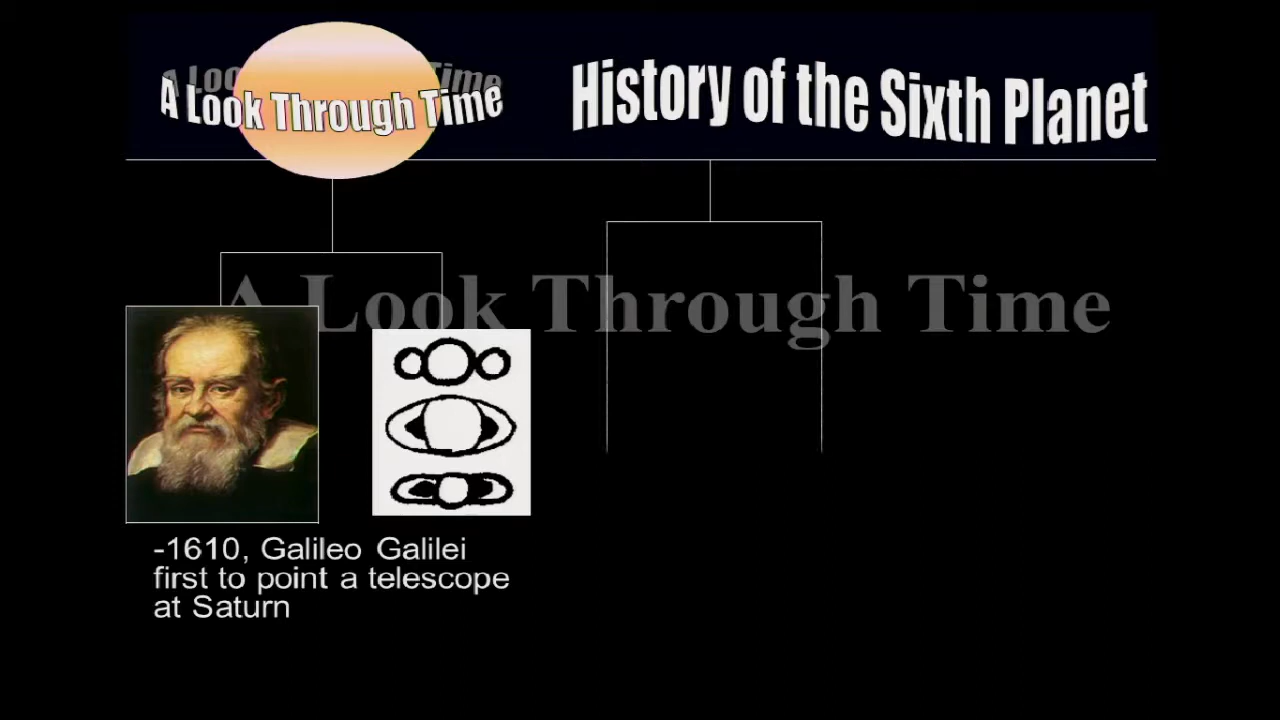 A Look Through Time
History of the Sixth Planet
A Look Through Time
-1610, Galileo Galilei
first to point a telescope
at Saturn